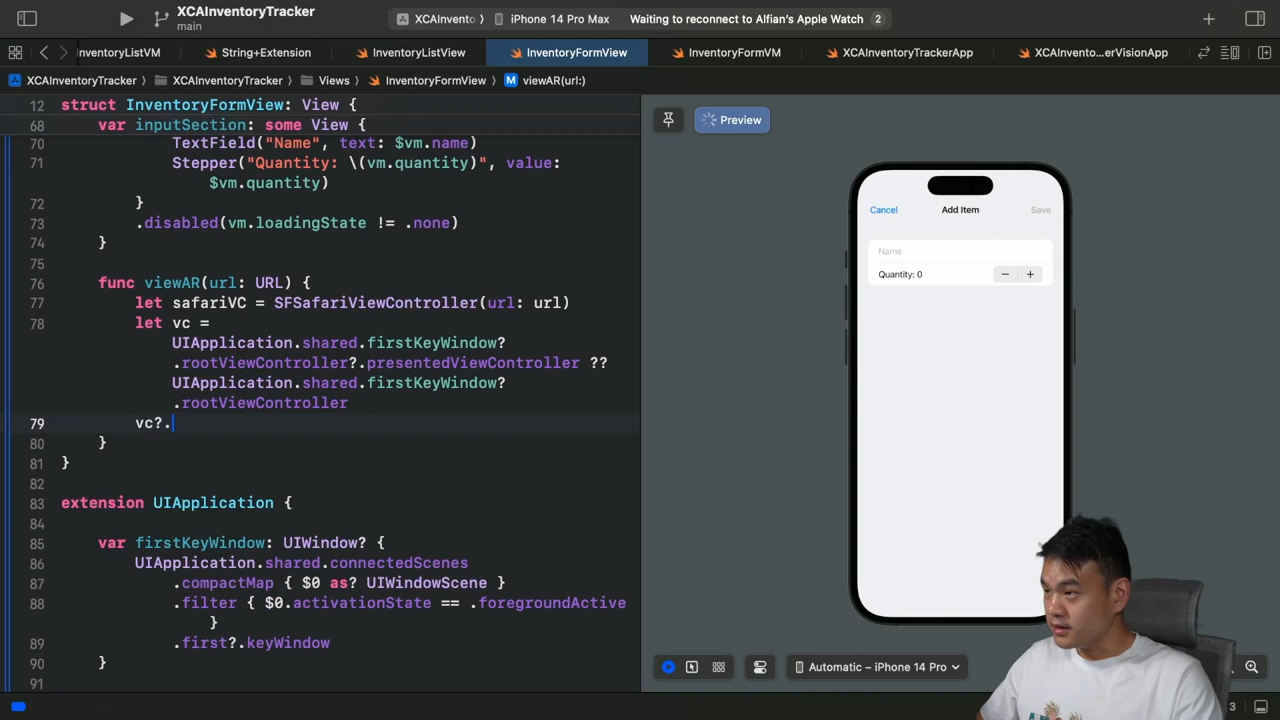 XCAInventoryTracker
main
XCAInvento
iPhone 14 Pro Max
Waiting to reconnect to Alfian's Apple Watch
2
nventoryListVM
String+Extension
InventoryListView
InventoryFormView
InventoryFormVM
XCAInventoryTrackerApp
XCAInvento...erVisionApp
XCAInventoryTracker
XCAInventoryTracker
Views
InventoryFormView
M viewAR(url:)
12 struct InventoryFormView: View {
68 var inputSection: some View {
70 TextField("Name", text: $vm.name)
71 Stepper("Quantity: \(vm.quantity)", value:
$vm.quantity)
72 }
73 .disabled(vm.loadingState != .none)
74 }
75
76 func viewAR(url: URL) {
77 let safariVC = SFSafariViewController(url: url)
78 let vc =
UIApplication.shared.firstKeyWindow?
.rootViewController?.presentedViewController ??
UIApplication.shared.firstKeyWindow?
.rootViewController
79 vc?.
80 }
81 }
82
83 extension UIApplication {
84
85 var firstKeyWindow: UIWindow? {
86 UIApplication.shared.connectedScenes
87 .compactMap { $0 as? UIWindowScene }
88 .filter { $0.activationState == .foregroundActive
}
89 .first?.keyWindow
90 }
91
Preview
Cancel
Add Item
Save
Name
Quantity: 0
Automatic – iPhone 14 Pro
3